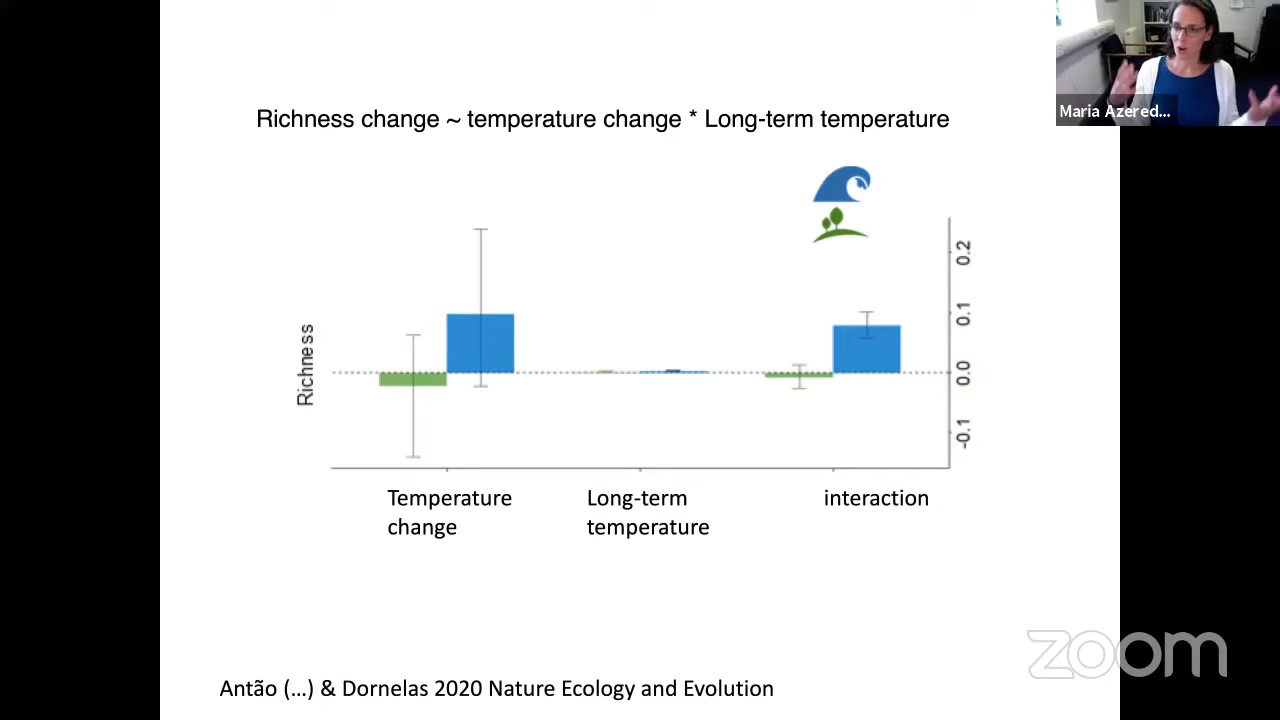 Maria Azered...
Richness change ~ temperature change * Long-term temperature
Richness
0.2
0.1
0.0
-0.1
Temperature
change
Long-term
temperature
interaction
zoom
Antão (...) & Dornelas 2020 Nature Ecology and Evolution